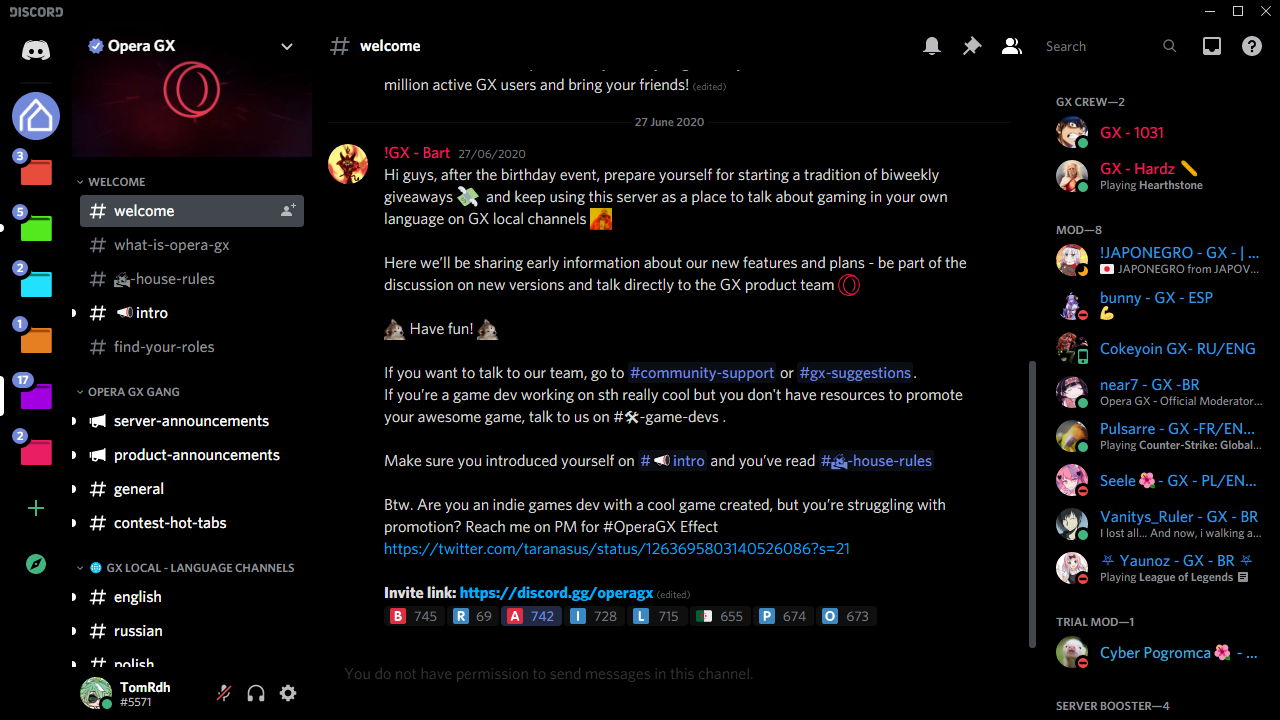 DISCORD
Opera GX
3
5
2
1
17
2
WELCOME
# welcome
# what-is-opera-gx
# -house-rules
# 📢intro
# find-your-roles
OPERA GX GANG
server-announcements
product-announcements
# general
# contest-hot-tabs
🌐 GX LOCAL - LANGUAGE CHANNELS
# english
# russian
# polish
TomRdh
#5571
# welcome
Search
million active GX users and bring your friends! (edited)
27 June 2020
!GX - Bart 27/06/2020
Hi guys, after the birthday event, prepare yourself for starting a tradition of biweekly
giveaways 💸 and keep using this server as a place to talk about gaming in your own
language on GX local channels
Here we’ll be sharing early information about our new features and plans - be part of the
discussion on new versions and talk directly to the GX product team
Have fun!
If you want to talk to our team, go to #community-support or #gx-suggestions.
If you’re a game dev working on sth really cool but you don't have resources to promote
your awesome game, talk to us on #🛠-game-devs .
Make sure you introduced yourself on #📢intro and you’ve read #-house-rules
Btw. Are you an indie games dev with a cool game created, but you’re struggling with
promotion? Reach me on PM for #OperaGX Effect
https://twitter.com/taranasus/status/1263695803140526086?s=21
Invite link: https://discord.gg/operagx (edited)
B 745 R 69 A 742 I 728 L 715 🇩🇿 655 P 674 O 673
You do not have permission to send messages in this channel.
GX CREW—2
GX - 1031
GX - Hardz ✏️
Playing Hearthstone
MOD—8
!JAPONEGRO - GX - | ...
🇯🇵 JAPONEGRO from JAPOV...
bunny - GX - ESP
💪
Cokeyoin GX- RU/ENG
near7 - GX -BR
Opera GX - Official Moderator...
Pulsarre - GX -FR/EN...
Playing Counter-Strike: Global...
Seele🌺- GX - PL/EN...
Vanitys_Ruler - GX - BR
I lost all... And now, i walking a...
⛧ Yaunoz - GX - BR ⛧
Playing League of Legends
TRIAL MOD—1
Cyber Pogromca🌺 - ...
SERVER BOOSTER—4